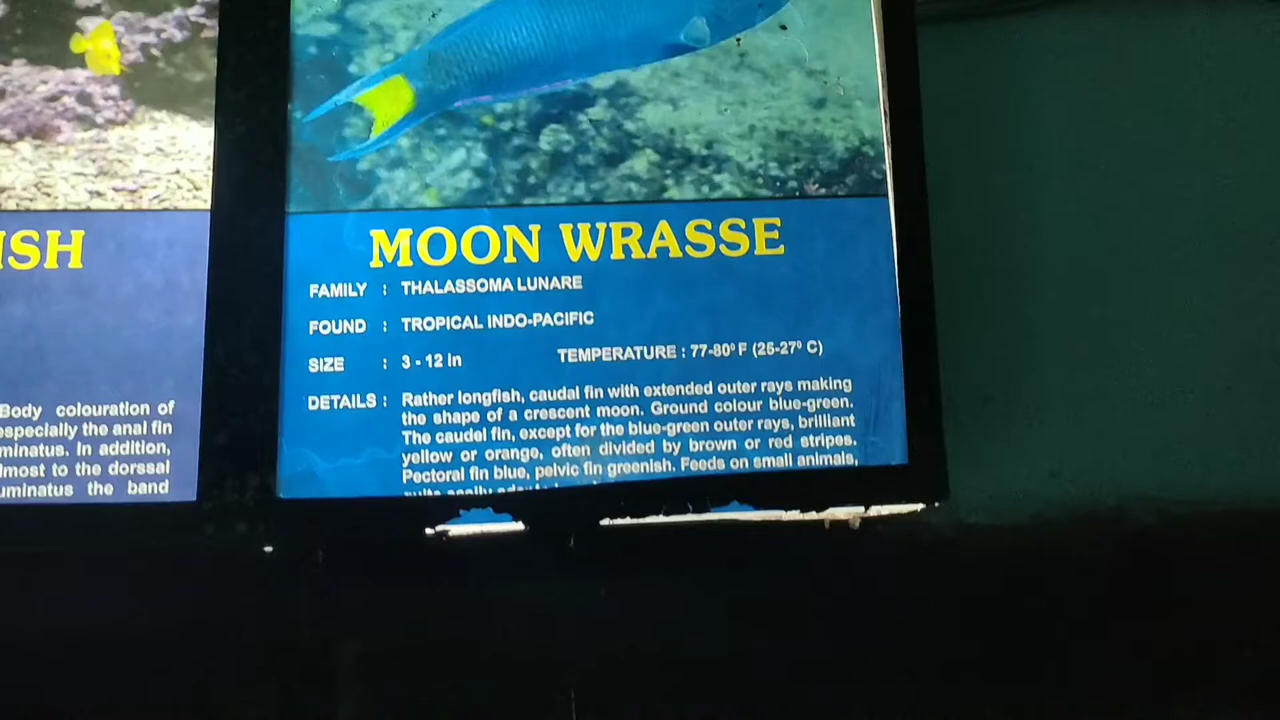 ISH
Body colouration of
especially the anal fin
minatus. In addition,
lmost to the dorssal
uminatus the band
MOON WRASSE
FAMILY : THALASSOMA LUNARE
FOUND : TROPICAL INDO-PACIFIC
SIZE : 3 - 12 in TEMPERATURE : 77-80⁰ F (25-27⁰ C)
DETAILS : Rather longfish, caudal fin with extended outer rays making
the shape of a crescent moon. Ground colour blue-green.
The caudel fin, except for the blue-green outer rays, brilliant
yellow or orange, often divided by brown or red stripes.
Pectoral fin blue, pelvic fin greenish. Feeds on small animals,